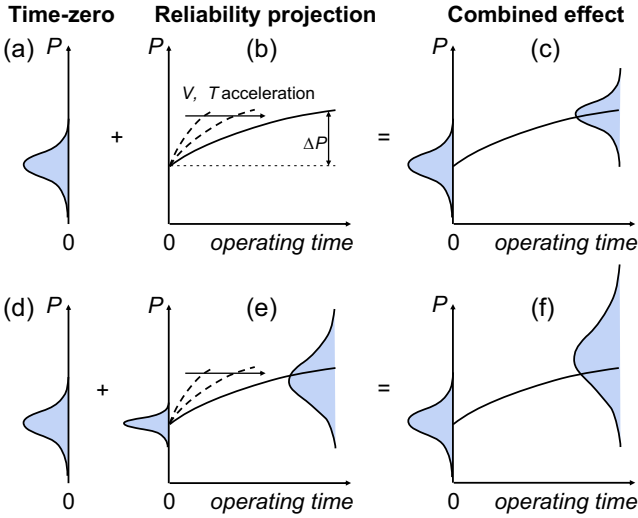 Time-zero Reliability projection Combined effect
(a) P (b) P (c)
V, T acceleration
+ ΔP =
0 0 operating time 0 operating time
(d) P P (e) P (f)
+ =
0 0 operating time 0 operating time